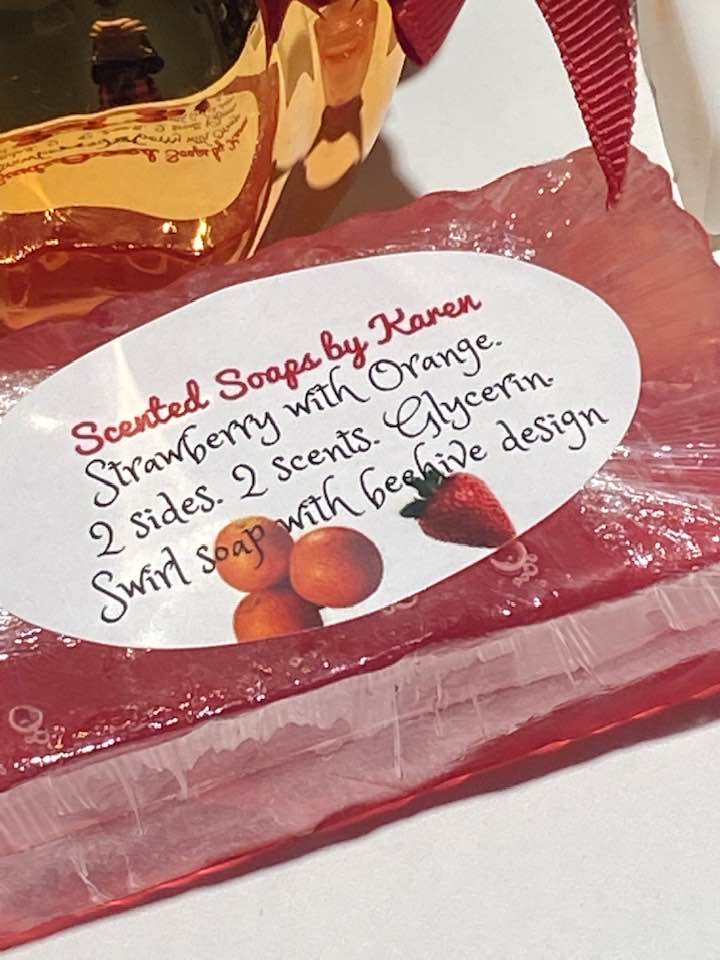 Scented Soaps by Karen
Strawberry with Orange.
2 sides. 2 scents. Glycerin.
Swirl soap with beehive design